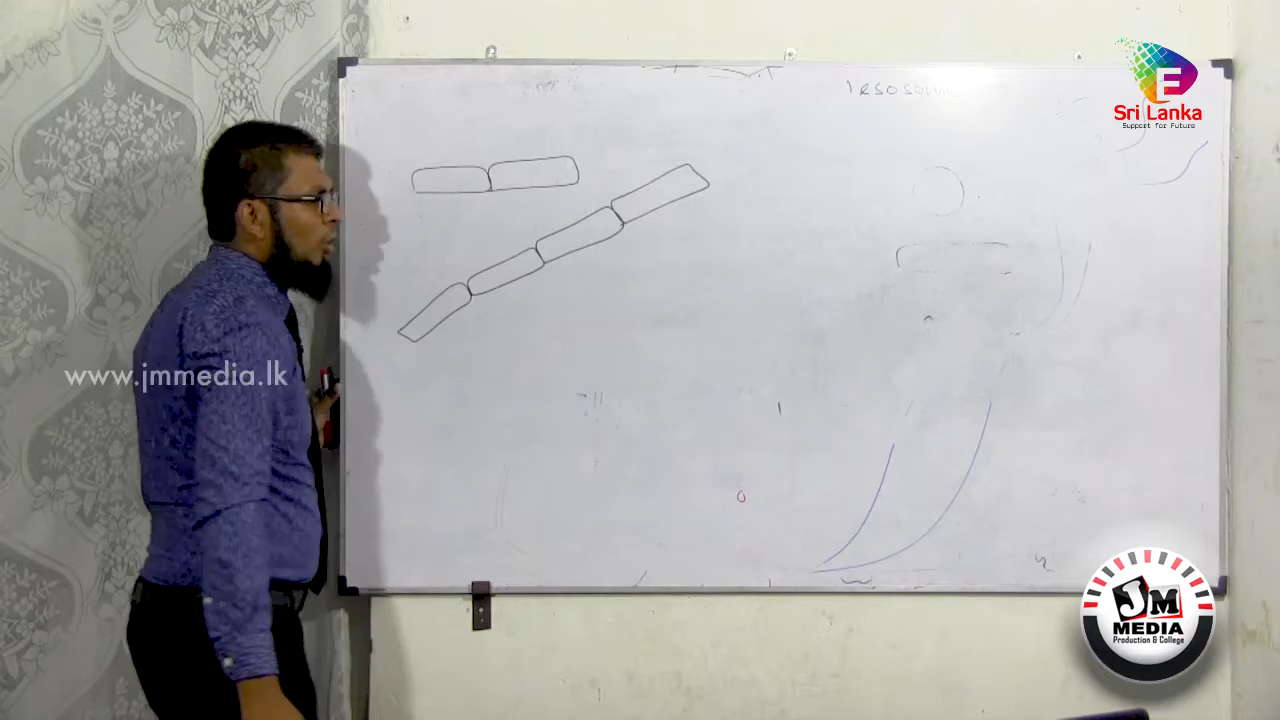 E
Sri Lanka
Support for Future
www.jmmedia.lk
JM
MEDIA
Production & College